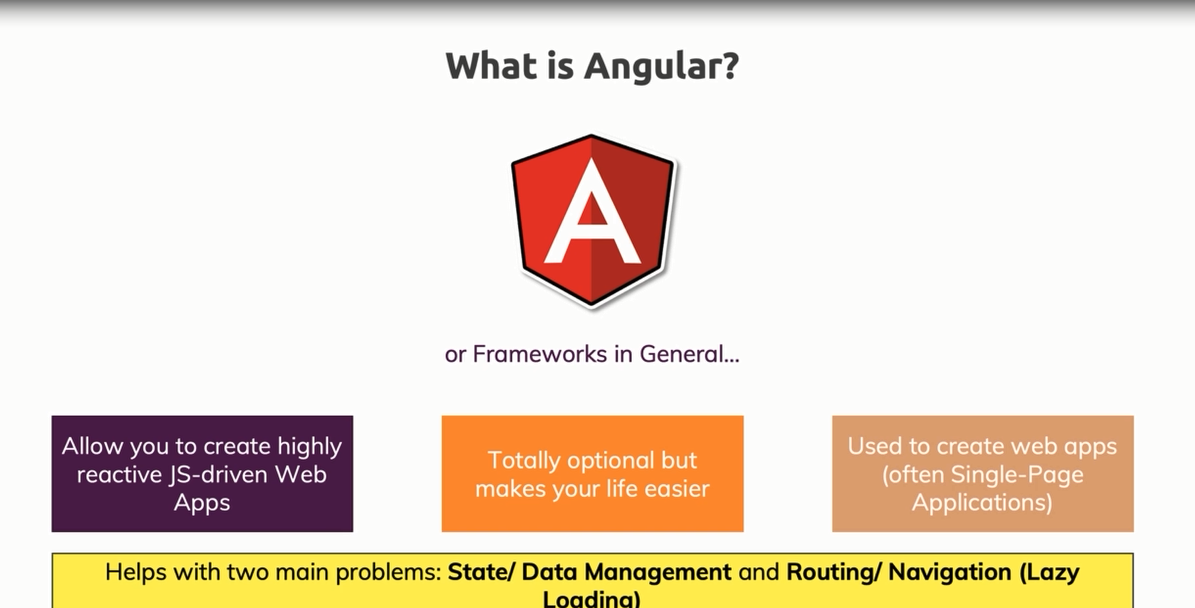 What is Angular?
A
or Frameworks in General...
Allow you to create highly
reactive JS-driven Web
Apps
Totally optional but
makes your life easier
Used to create web apps
(often Single-Page
Applications)
Helps with two main problems: State/ Data Management and Routing/ Navigation (Lazy
Loading)